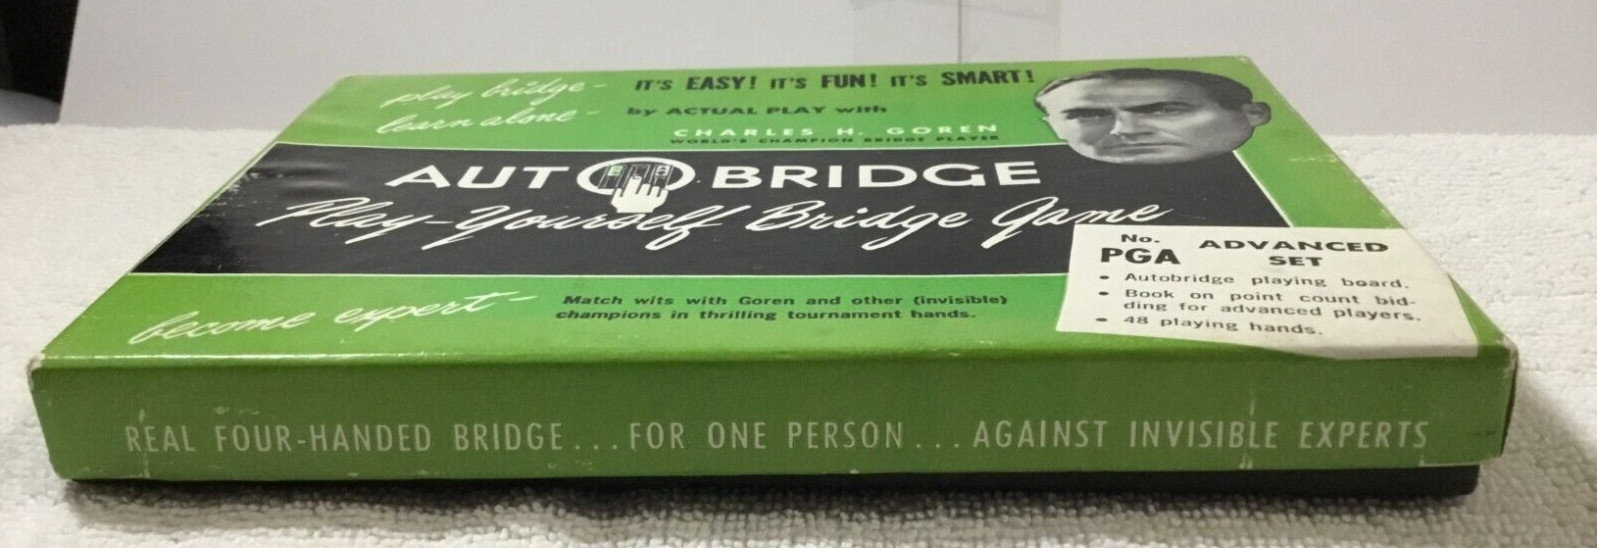 play bridge-
learn alone-
IT'S EASY! IT'S FUN! IT'S SMART!
by ACTUAL PLAY with
CHARLES H. GOREN
WORLD'S CHAMPION BRIDGE PLAYER
AUTOBRIDGE
Play-Yourself Bridge Game
become expert-
Match wits with Goren and other (invisible)
champions in thrilling tournament hands.
No. PGA
ADVANCED SET
• Autobridge playing board.
• Book on point count bid-
ding for advanced players.
• 48 playing hands.
REAL FOUR-HANDED BRIDGE...FOR ONE PERSON...AGAINST INVISIBLE EXPERTS